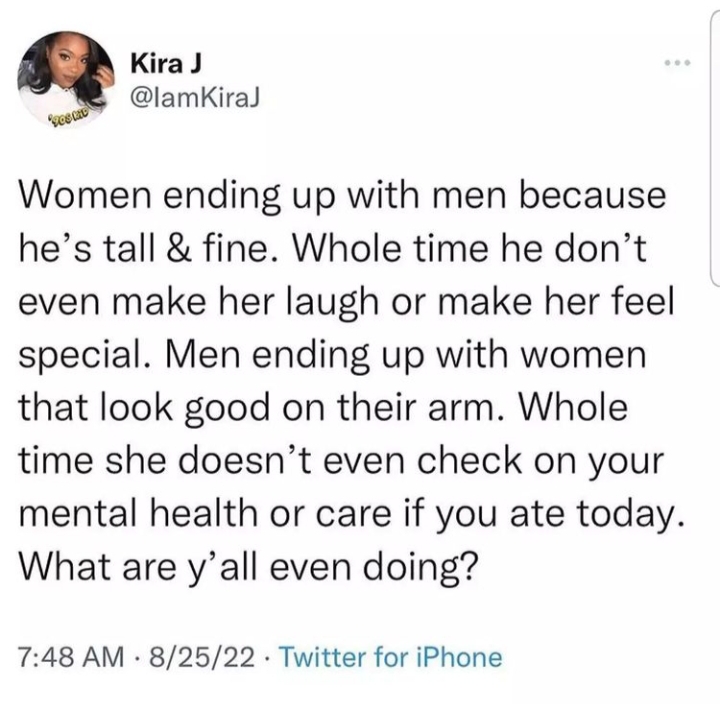 Kira J
@IamKiraJ
'90S KID
Women ending up with men because
he’s tall & fine. Whole time he don’t
even make her laugh or make her feel
special. Men ending up with women
that look good on their arm. Whole
time she doesn’t even check on your
mental health or care if you ate today.
What are y’all even doing?
7:48 AM · 8/25/22 · Twitter for iPhone